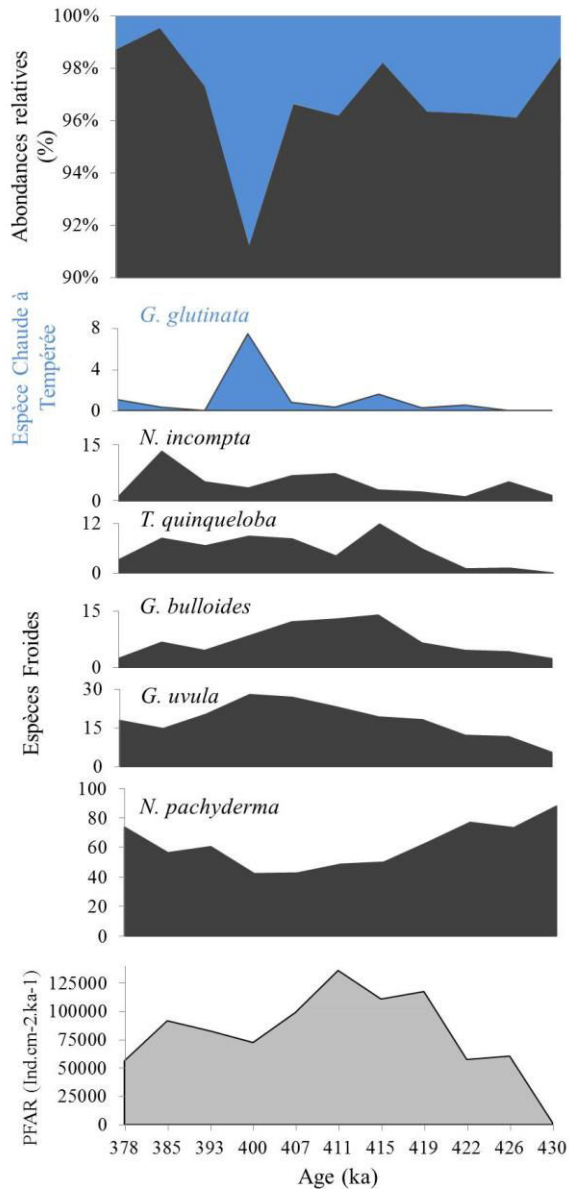 Abondances relatives
(%)
100%
98%
96%
94%
92%
90%
Espèce Chaude à
Tempérée
G. glutinata
8
4
0
Espèces Froides
N. incompta
15
0
T. quinqueloba
12
0
G. bulloides
15
0
G. uvula
30
15
0
N. pachyderma
100
80
60
40
20
0
PFAR (Ind.cm-2.ka-1)
125000
100000
75000
50000
25000
0
378 385 393 400 407 411 415 419 422 426 430
Age (ka)